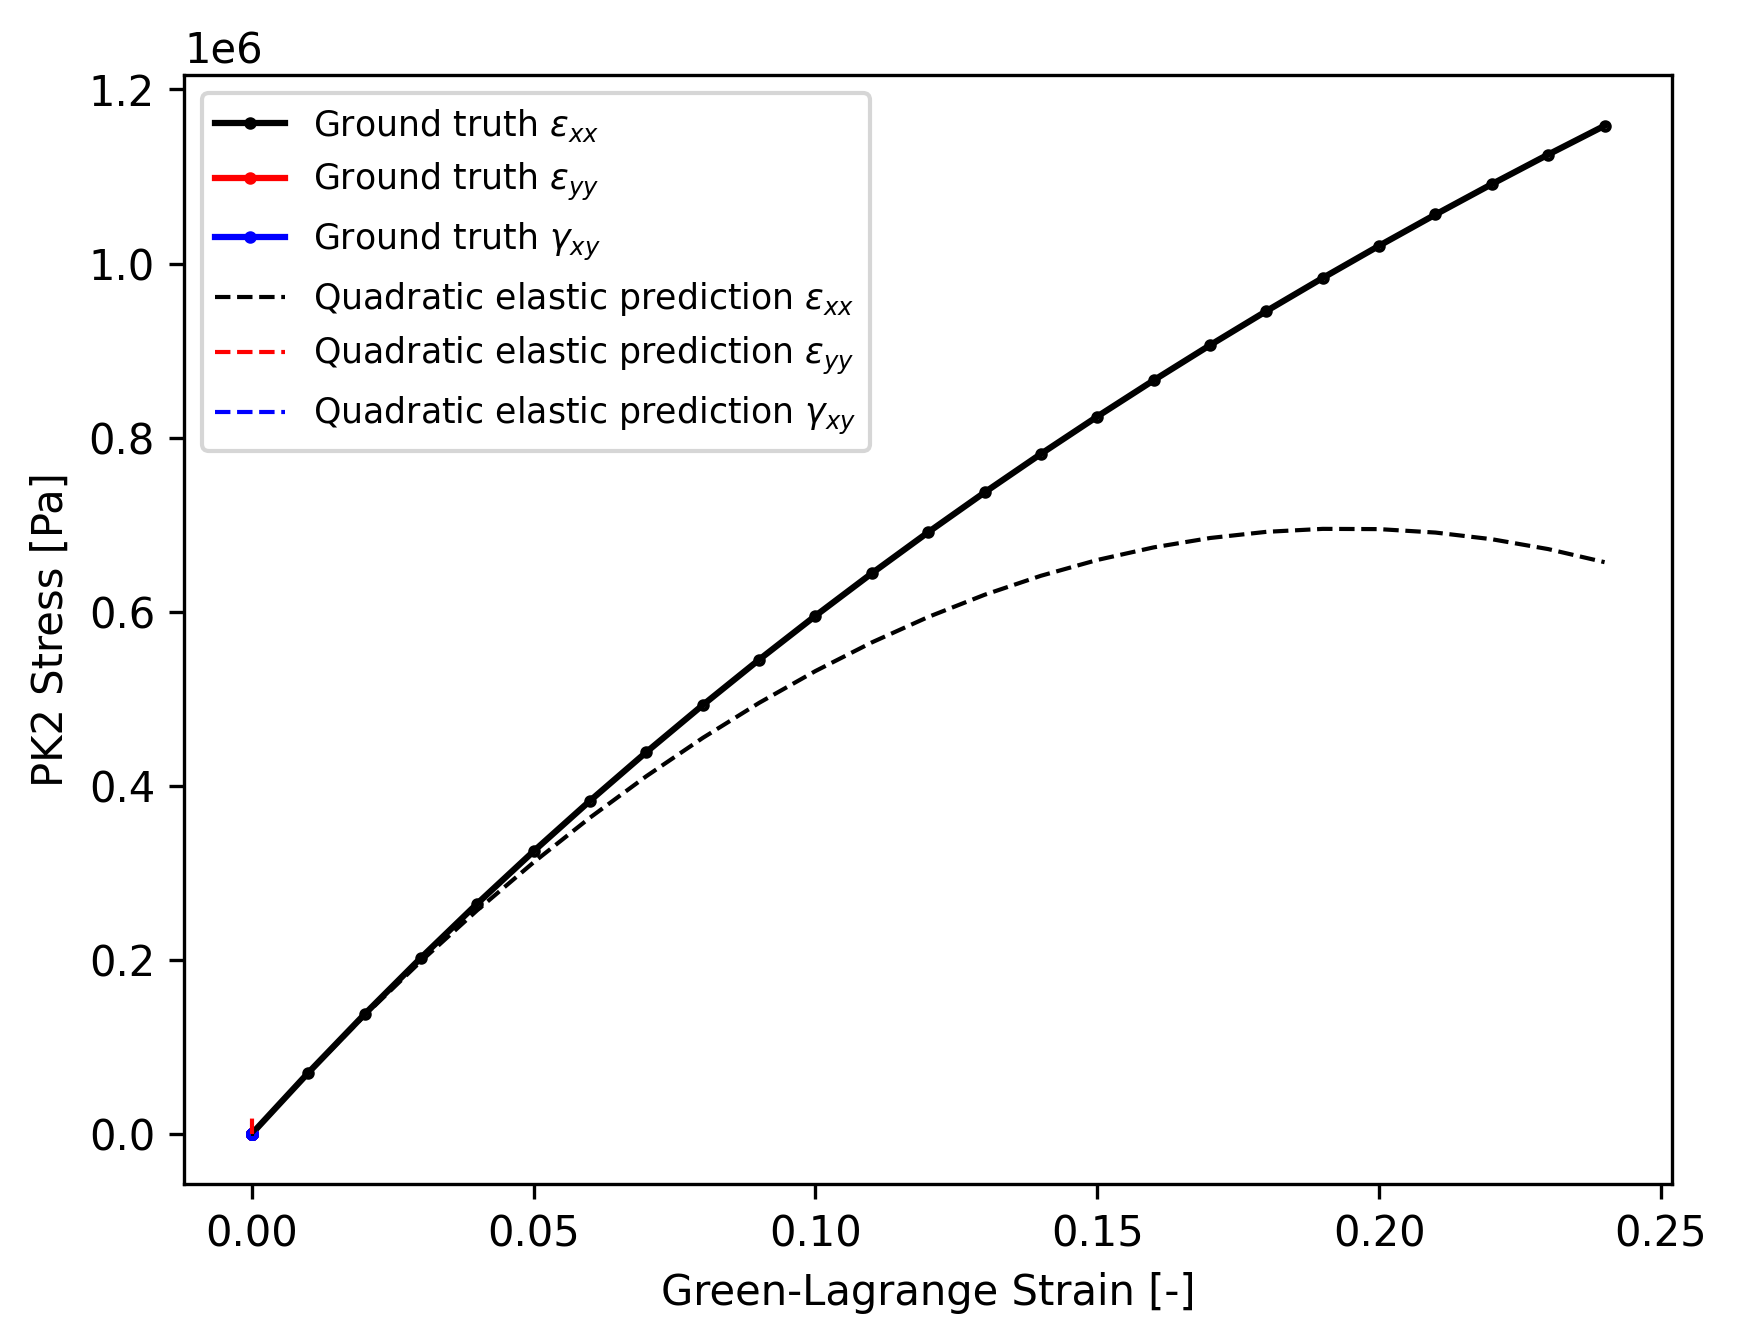 1e6
1.2
1.0
0.8
0.6
0.4
0.2
0.0
PK2 Stress [Pa]
Ground truth εxx
Ground truth εyy
Ground truth γxy
Quadratic elastic prediction εxx
Quadratic elastic prediction εyy
Quadratic elastic prediction γxy
0.00 0.05 0.10 0.15 0.20 0.25
Green-Lagrange Strain [-]